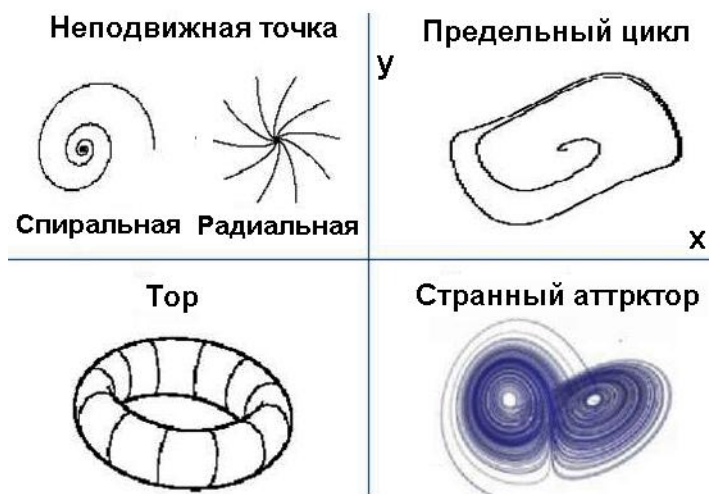 Неподвижная точка
Спиральная Радиальная
Предельный цикл
y
x
Тор
Странный аттрктор